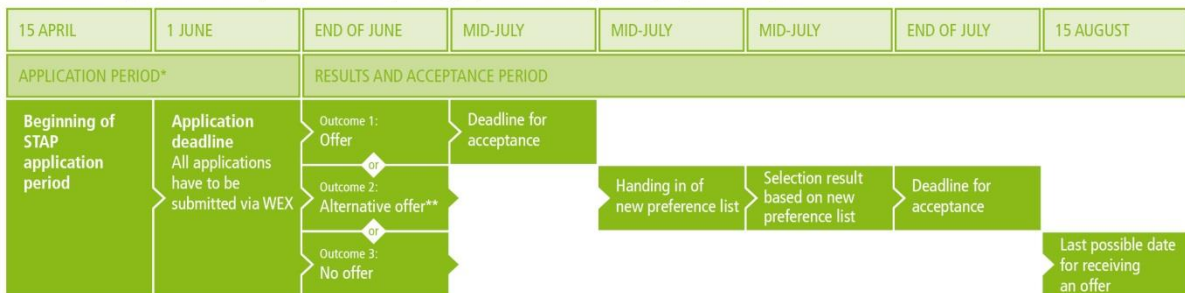 15 APRIL
1 JUNE
END OF JUNE
MID-JULY
MID-JULY
MID-JULY
END OF JULY
15 AUGUST
APPLICATION PERIOD*
RESULTS AND ACCEPTANCE PERIOD
Beginning of
STAP
application
period
Application
deadline
All applications
have to be
submitted via WEX
Outcome 1:
Offer
Deadline for
acceptance
or
Outcome 2:
Alternative offer**
Handing in of
new preference list
Selection result
based on new
preference list
Deadline for
acceptance
or
Outcome 3:
No offer
Last possible date
for receiving
an offer